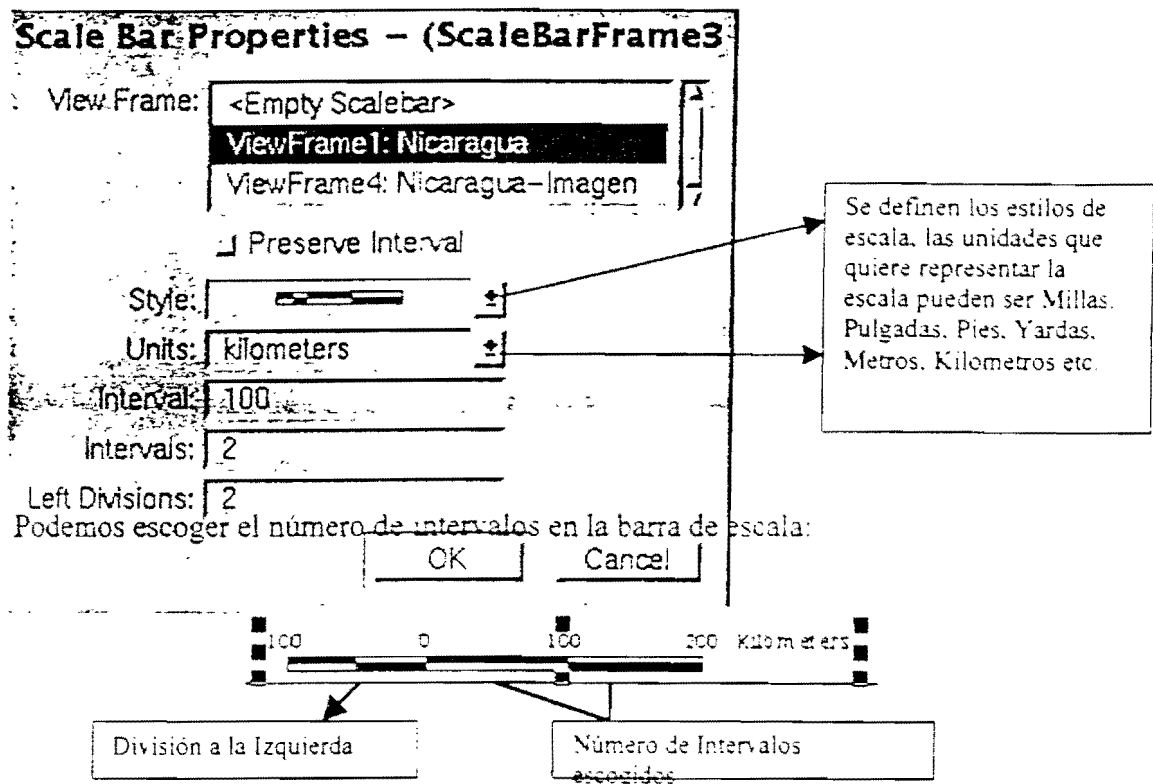 Scale Bar Properties – (ScaleBarFrame3
View Frame:
<Empty Scalebar>
ViewFrame1: Nicaragua
ViewFrame4: Nicaragua-Imagen
Preserve Interval
Style:
Units: kilometers
Interval: 100
Intervals: 2
Left Divisions: 2
Se definen los estilos de
escala, las unidades que
quiere representar la
escala pueden ser Millas,
Pulgadas, Pies, Yardas,
Metros, Kilometros etc.
Podemos escoger el número de intervalos en la barra de escala:
OK Cancel
100 0 100 200 Kilometers
División a la Izquierda
Número de Intervalos
escogidos